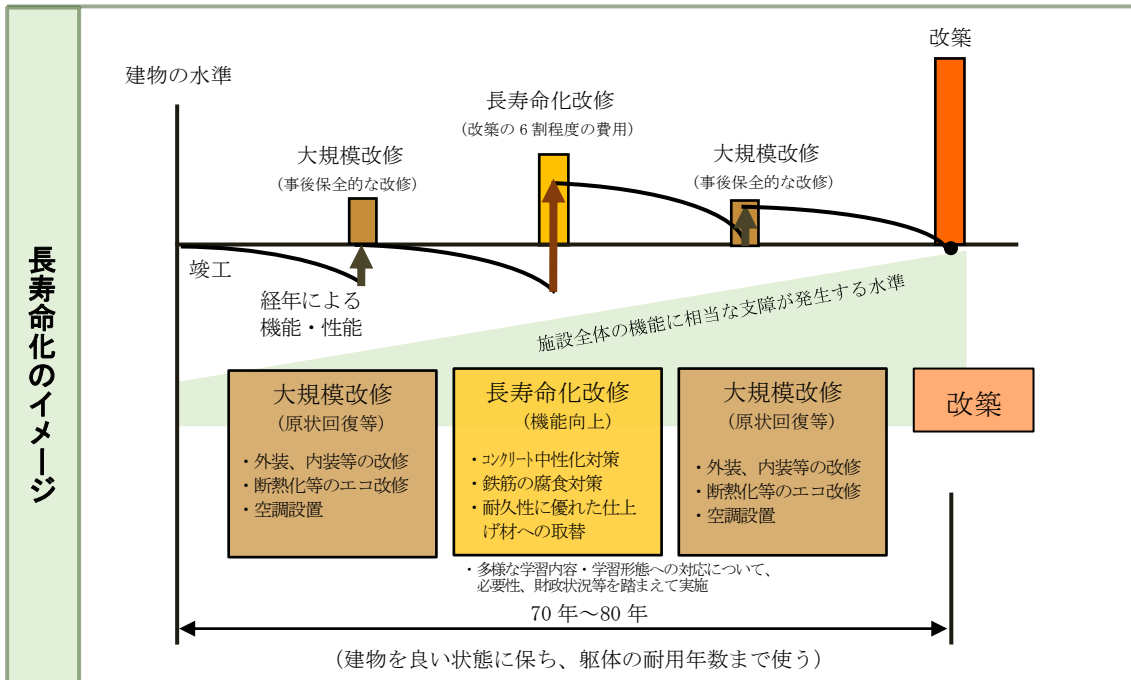 長寿命化のイメージ
改築
建物の水準
長寿命化改修
(改築の 6 割程度の費用)
大規模改修
(事後保全的な改修)
大規模改修
(事後保全的な改修)
竣工
経年による
機能・性能
施設全体の機能に相当な支障が発生する水準
大規模改修
(原状回復等)
・外装、内装等の改修
・断熱化等のエコ改修
・空調設置
長寿命化改修
(機能向上)
・コンクリート中性化対策
・鉄筋の腐食対策
・耐久性に優れた仕上
げ材への取替
大規模改修
(原状回復等)
・外装、内装等の改修
・断熱化等のエコ改修
・空調設置
改築
・多様な学習内容・学習形態への対応について、
必要性、財政状況等を踏まえて実施
70 年～80 年
(建物を良い状態に保ち、躯体の耐用年数まで使う)